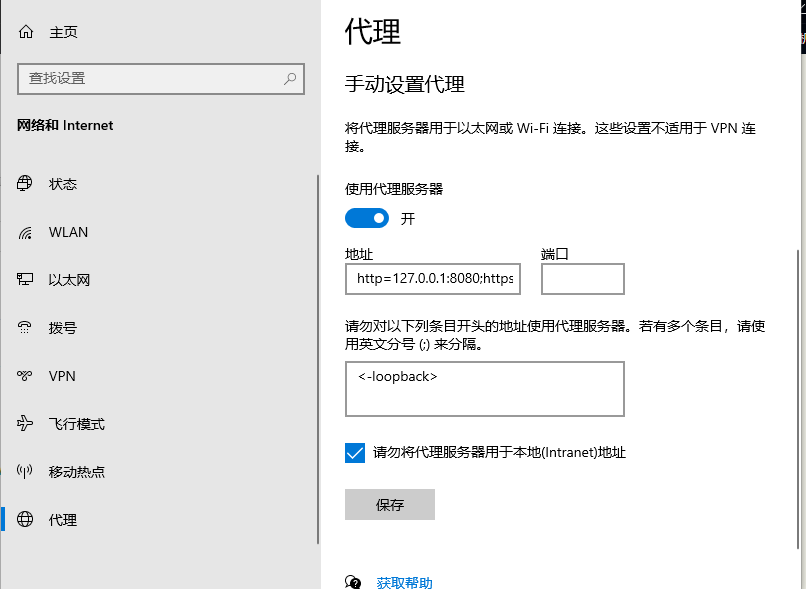 主页
查找设置
网络和 Internet
状态
WLAN
以太网
拨号
VPN
飞行模式
移动热点
代理
代理
手动设置代理
将代理服务器用于以太网或 Wi-Fi 连接。这些设置不适用于 VPN 连
接。
使用代理服务器
开
地址
端口
http=127.0.0.1:8080;https
请勿对以下列条目开头的地址使用代理服务器。若有多个条目，请使
用英文分号 (;) 来分隔。
<-loopback>
请勿将代理服务器用于本地(Intranet)地址
保存
获取帮助